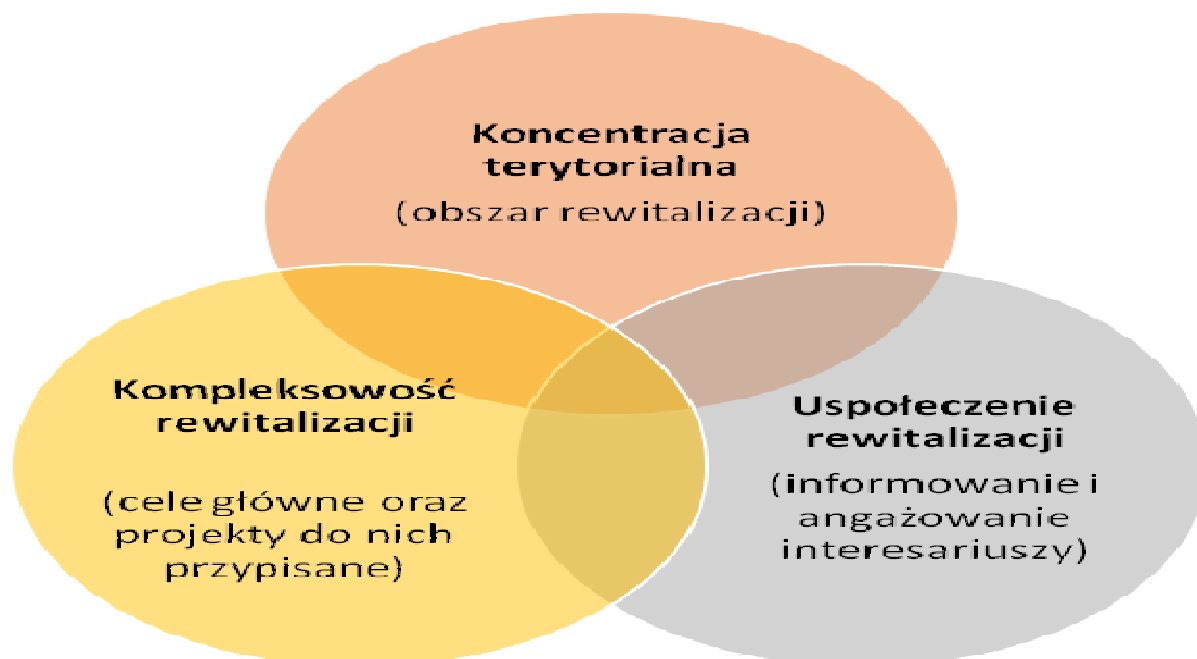 Koncentracja
terytorialna
(obszar rewitalizacji)
Kompleksowość
rewitalizacji
(cele główne oraz
projekty do nich
przypisane)
Uspołeczenie
rewitalizacji
(informowanie i
angażowanie
interesariuszy)